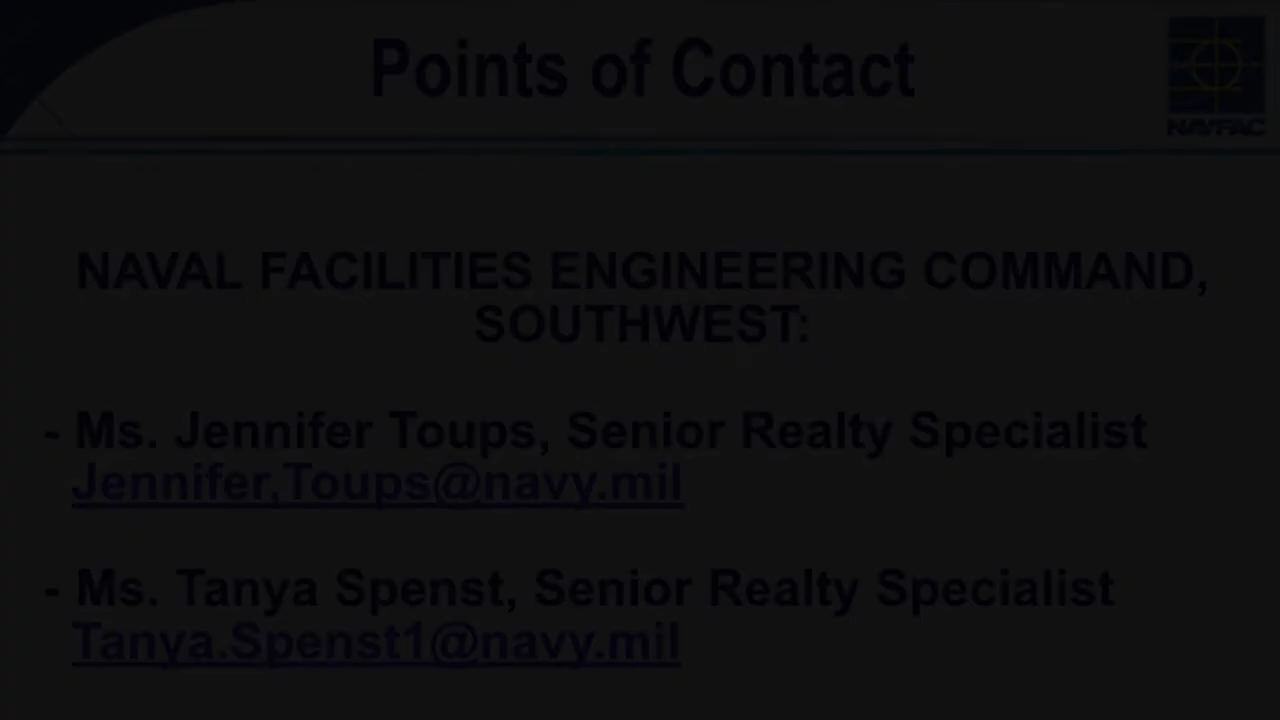 Points of Contact
NAVFAC
NAVAL FACILITIES ENGINEERING COMMAND,
SOUTHWEST:
- Ms. Jennifer Toups, Senior Realty Specialist
Jennifer,Toups@navy.mil
- Ms. Tanya Spenst, Senior Realty Specialist
Tanya.Spenst1@navy.mil